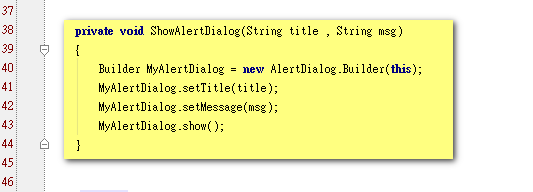 37
38 private void ShowAlertDialog(String title , String msg)
39 {
40 Builder MyAlertDialog = new AlertDialog.Builder(this);
41 MyAlertDialog.setTitle(title);
42 MyAlertDialog.setMessage(msg);
43 MyAlertDialog.show();
44 }
45
46